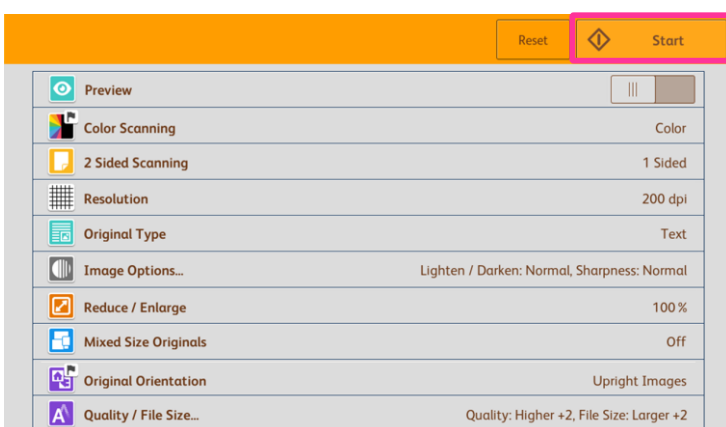 Reset Start
Preview
Color Scanning Color
2 Sided Scanning 1 Sided
Resolution 200 dpi
Original Type Text
Image Options... Lighten / Darken: Normal, Sharpness: Normal
Reduce / Enlarge 100 %
Mixed Size Originals Off
Original Orientation Upright Images
Quality / File Size... Quality: Higher +2, File Size: Larger +2